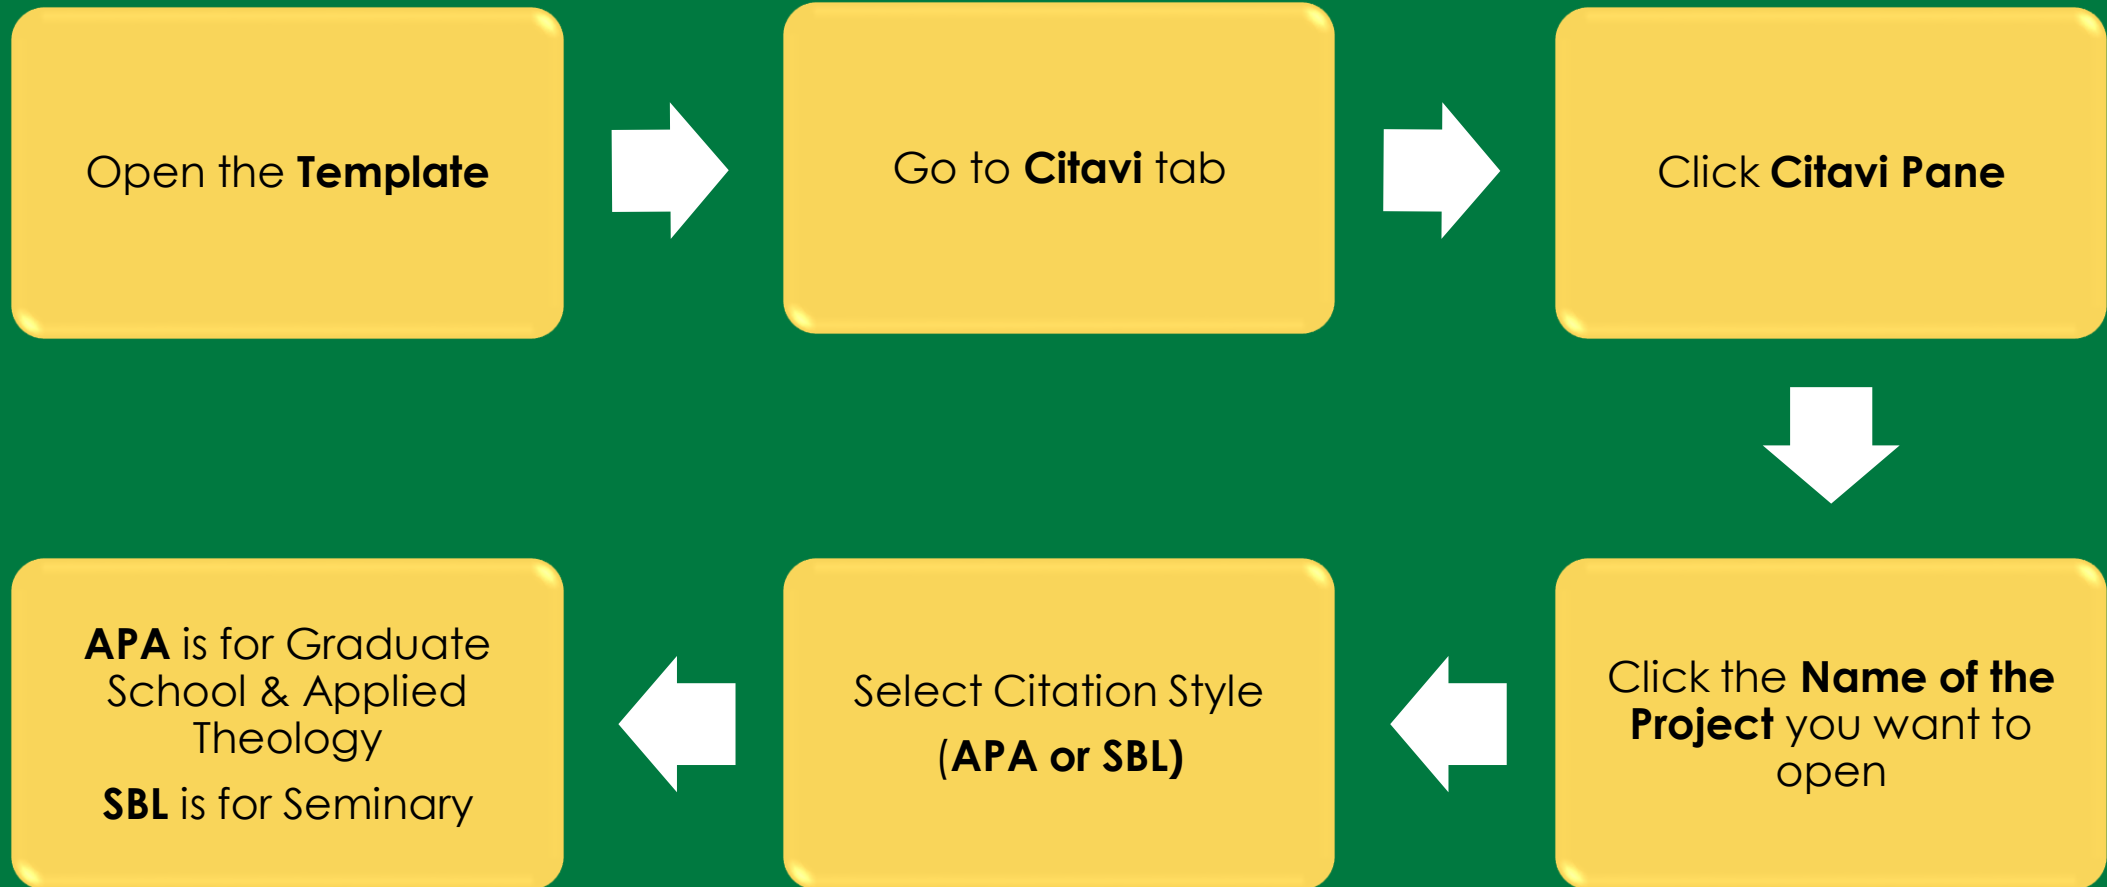 Open the Template
Go to Citavi tab
Click Citavi Pane
Click the Name of the
Project you want to
open
Select Citation Style
(APA or SBL)
APA is for Graduate
School & Applied
Theology
SBL is for Seminary